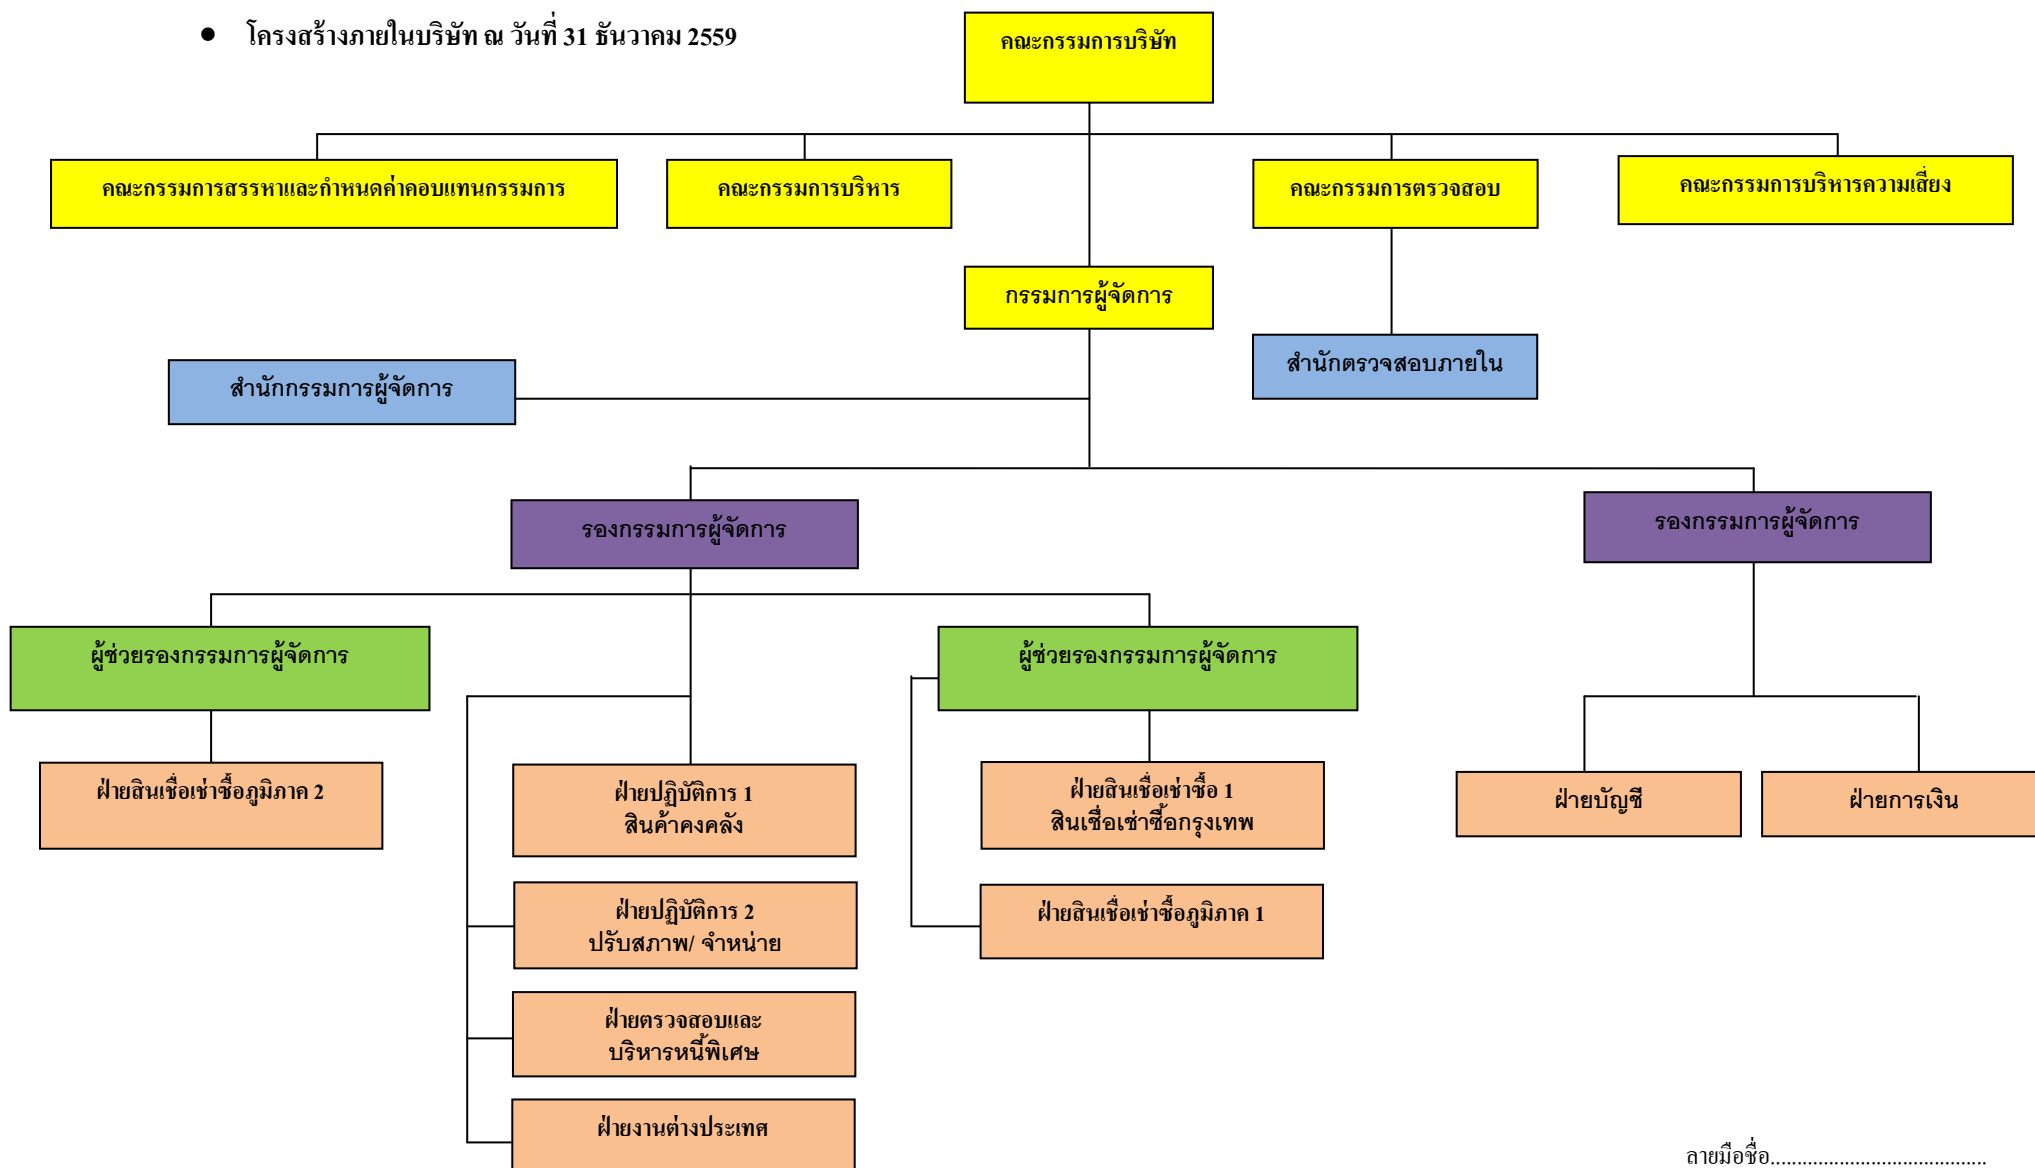 ● โครงสร้างภายในบริษัท ณ วันที่ 31 ธันวาคม 2559
คณะกรรมการบริษัท
คณะกรรมการสรรหาและกำหนดค่าคอบแทนกรรมการ
คณะกรรมการบริหาร
คณะกรรมการตรวจสอบ
คณะกรรมการบริหารความเสี่ยง
กรรมการผู้จัดการ
สำนักตรวจสอบภายใน
สำนักกรรมการผู้จัดการ
รองกรรมการผู้จัดการ
รองกรรมการผู้จัดการ
ผู้ช่วยรองกรรมการผู้จัดการ
ผู้ช่วยรองกรรมการผู้จัดการ
ฝ่ายสินเชื่อเช่าซื้อภูมิภาค 2
ฝ่ายปฏิบัติการ 1
สินค้าคงคลัง
ฝ่ายสินเชื่อเช่าซื้อ 1
สินเชื่อเช่าซื้อกรุงเทพ
ฝ่ายบัญชี
ฝ่ายการเงิน
ฝ่ายปฏิบัติการ 2
ปรับสภาพ/ จำหน่าย
ฝ่ายสินเชื่อเช่าซื้อภูมิภาค 1
ฝ่ายตรวจสอบและ
บริหารหนี้พิเศษ
ฝ่ายงานต่างประเทศ
ลายมือชื่อ.........................................